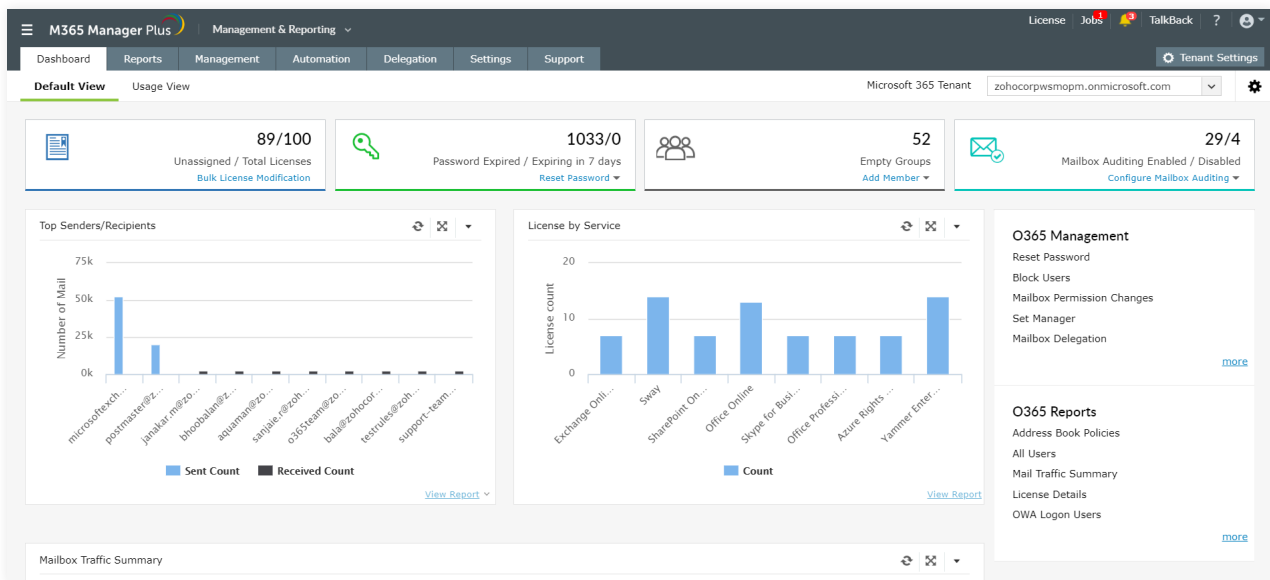 License Jobs 1 3 TalkBack ?
M365 Manager Plus Management & Reporting
Dashboard Reports Management Automation Delegation Settings Support Tenant Settings
Default View Usage View Microsoft 365 Tenant zohocorpwsmopm.onmicrosoft.com
89/100
Unassigned / Total Licenses
Bulk License Modification
1033/0
Password Expired / Expiring in 7 days
Reset Password
52
Empty Groups
Add Member
29/4
Mailbox Auditing Enabled / Disabled
Configure Mailbox Auditing
Top Senders/Recipients
Number of Mail
75k
50k
25k
0k
microsoftexch...
postmaster@z...
janakar.m@zo...
bhoobalan@z...
aquaman@zo...
sanjaie.r@zoh...
o365team@zo...
bala@zohocor...
testrules@zoh...
support-team...
Sent Count Received Count
View Report
License by Service
License count
20
10
0
Exchange Onli...
Sway
SharePoint On...
Office Online
Skype for Busi...
Office Professi...
Azure Rights ...
Yammer Enter...
Count
View Report
O365 Management
Reset Password
Block Users
Mailbox Permission Changes
Set Manager
Mailbox Delegation
more
O365 Reports
Address Book Policies
All Users
Mail Traffic Summary
License Details
OWA Logon Users
more
Mailbox Traffic Summary